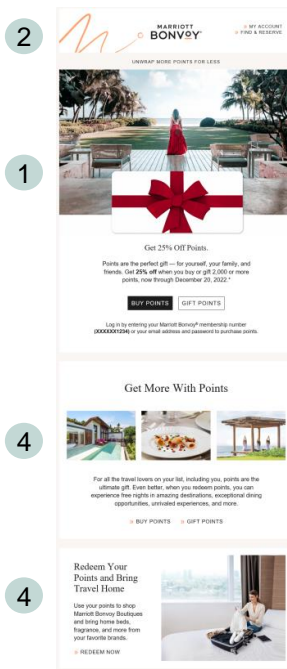 2
MARRIOTT
BONVOY®
MY ACCOUNT
FIND & RESERVE
UNWRAP MORE POINTS FOR LESS
1
Get 25% Off Points.
Points are the perfect gift — for yourself, your family, and
friends. Get 25% off when you buy or gift 2,000 or more
points, now through December 20, 2022.*
BUY POINTS
GIFT POINTS
Log in by entering your Marriott Bonvoy® membership number
(XXXXXX1234) or your email address and password to purchase points.
Get More With Points
4
For all the travel lovers on your list, including you, points are the
ultimate gift. Even better, when you redeem points, you can
experience free nights in amazing destinations, exceptional dining
opportunities, unrivaled experiences, and more.
BUY POINTS
GIFT POINTS
4
Redeem Your
Points and Bring
Travel Home
Use your points to shop
Marriott Bonvoy Boutiques
and bring home beds,
fragrance, and more from
your favorite brands.
REDEEM NOW